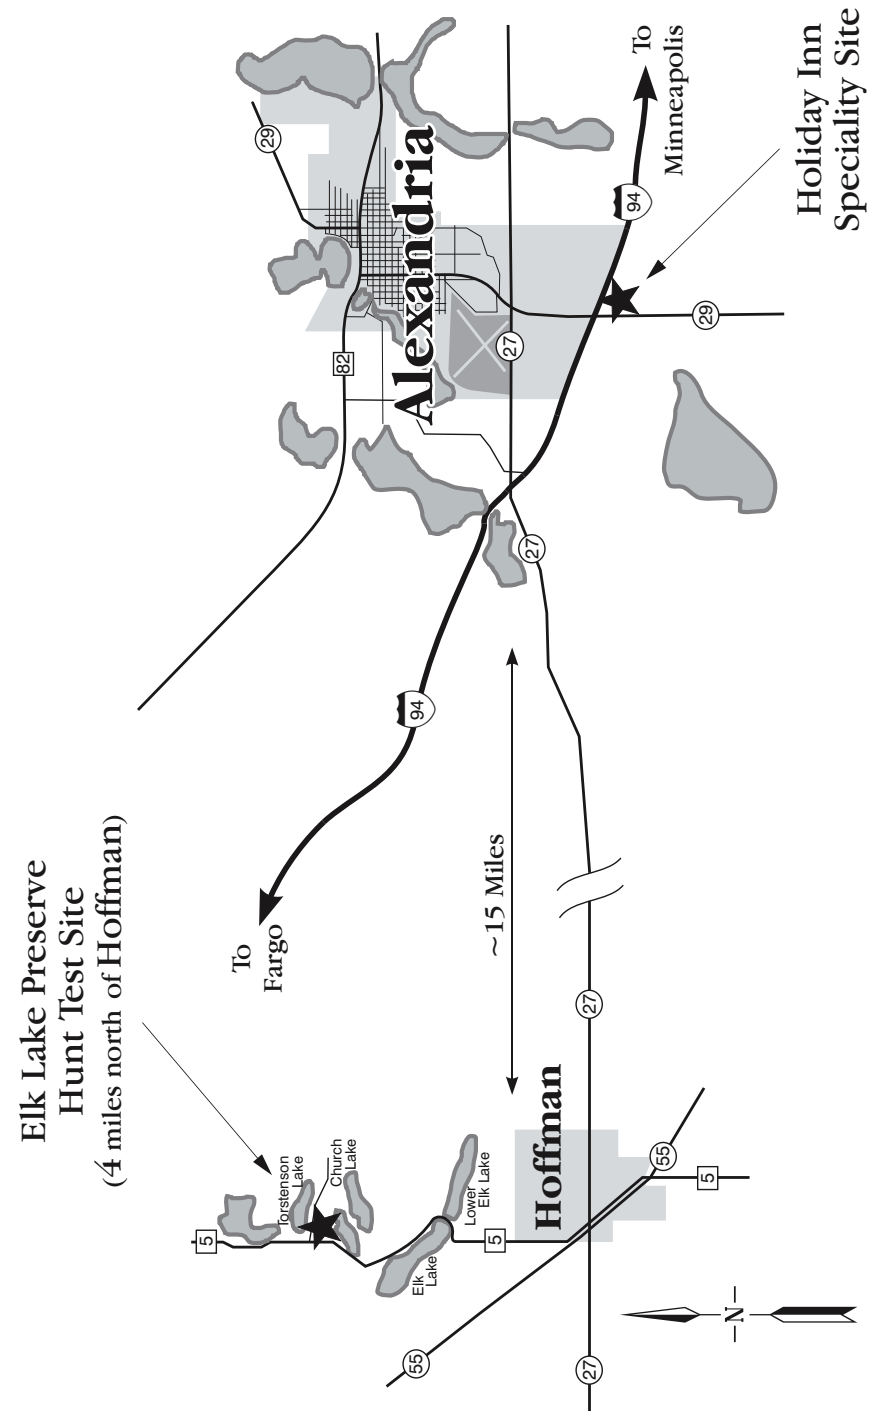 Elk Lake Preserve
Hunt Test Site
(4 miles north of Hoffman)
To
Fargo
94
82
29
Alexandria
27
94
To
Minneapolis
29
Holiday Inn
Speciality Site
27
~15 Miles
27
5
Torstenson
Lake
Church
Lake
Elk
Lake
Lower
Elk Lake
5
Hoffman
55
55
5
27
N